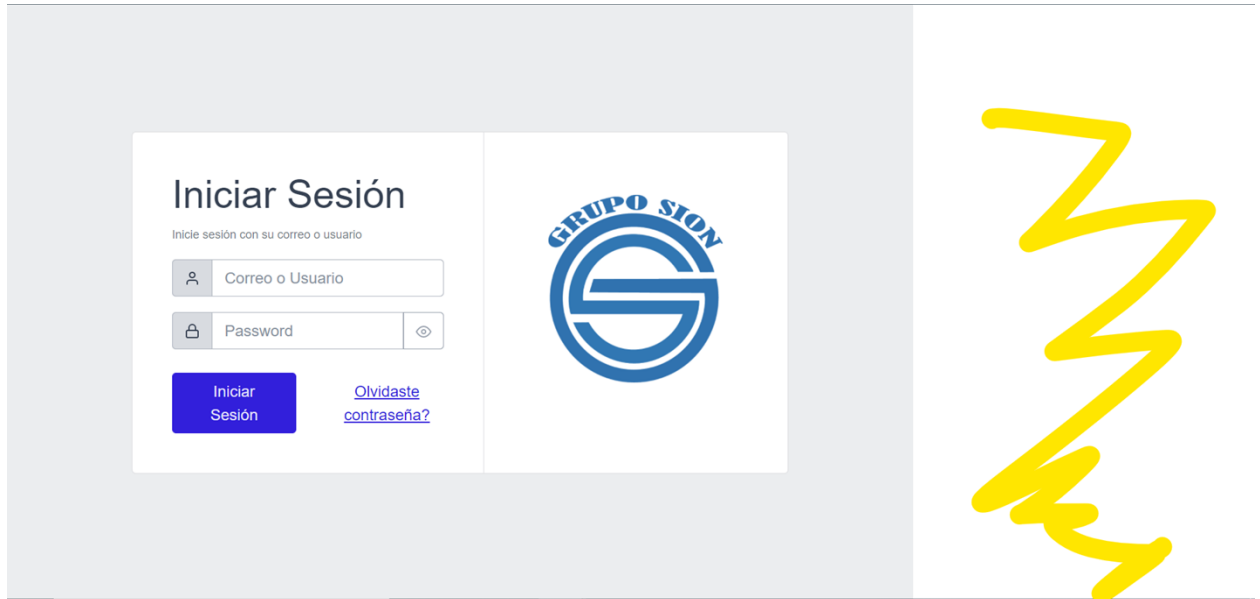 Iniciar Sesión
Inicie sesión con su correo o usuario
Correo o Usuario
Password
Iniciar
Sesión
Olvidaste
contraseña?
GRUPO SION